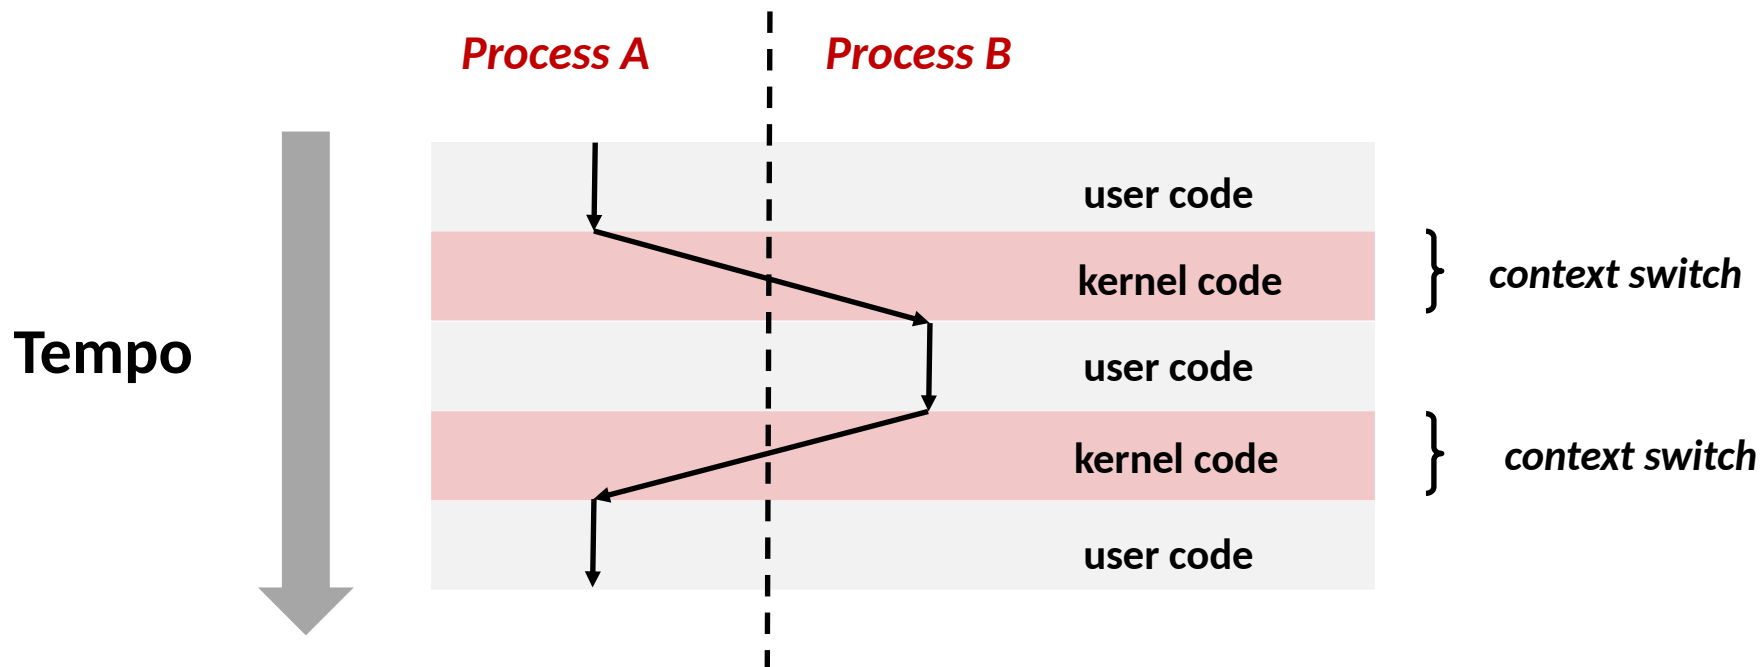 Process A
Process B
user code
kernel code
context switch
Tempo
user code
kernel code
context switch
user code